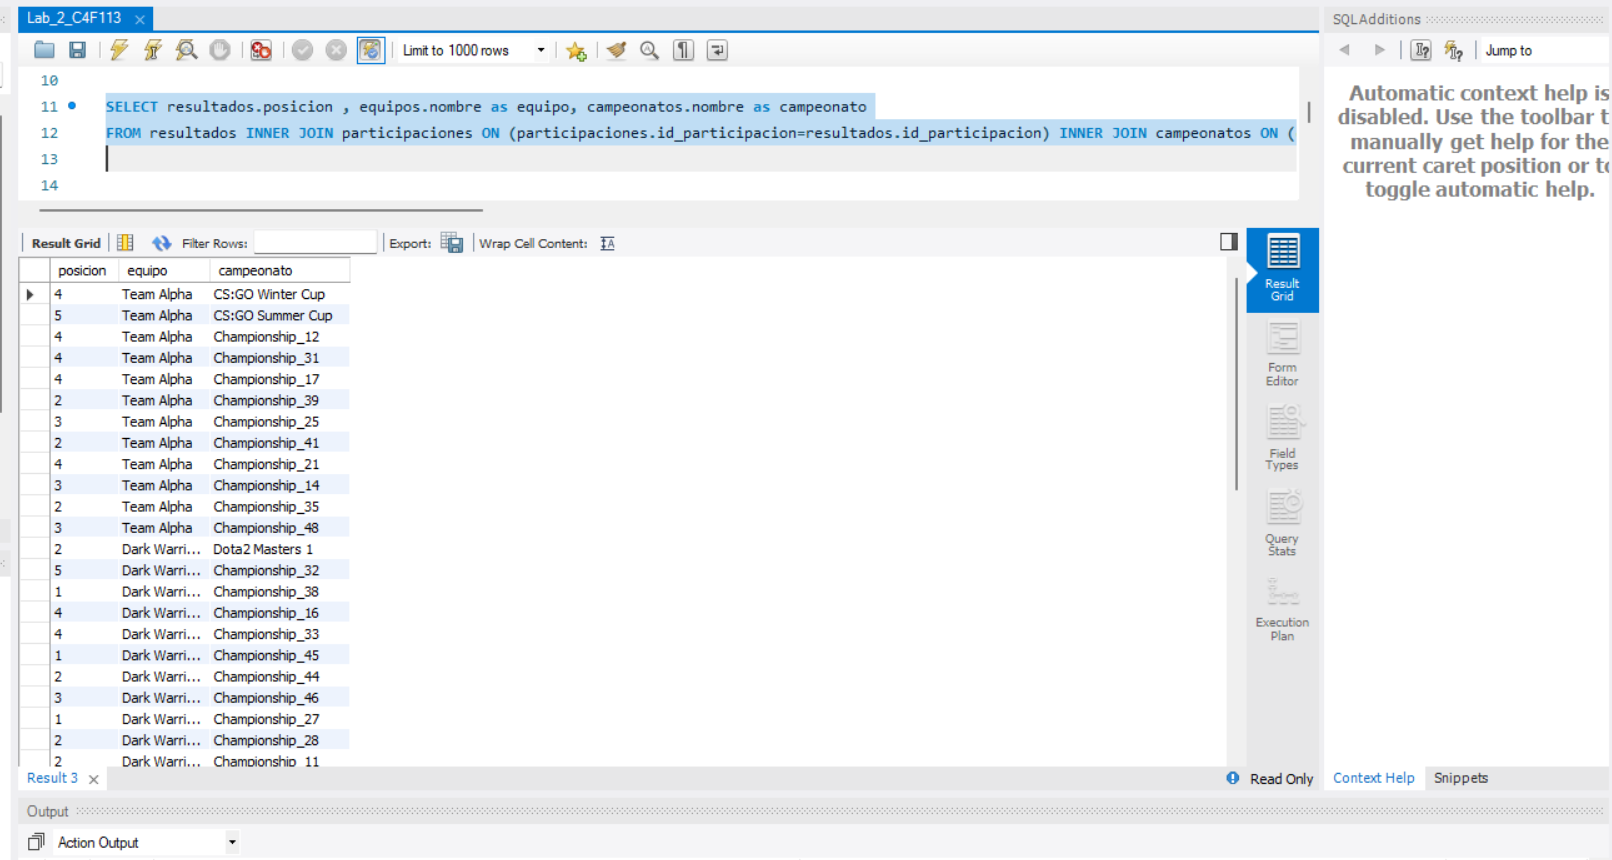 Lab_2_C4F113
SQLAdditions
Limit to 1000 rows
Jump to
10
11 SELECT resultados.posicion , equipos.nombre as equipo, campeonatos.nombre as campeonato
12 FROM resultados INNER JOIN participaciones ON (participaciones.id_participacion=resultados.id_participacion) INNER JOIN campeonatos ON (
13
14
Automatic context help is
disabled. Use the toolbar t
manually get help for the
current caret position or to
toggle automatic help.
Result Grid Filter Rows: Export: Wrap Cell Content:
posicion equipo campeonato
4 Team Alpha CS:GO Winter Cup
5 Team Alpha CS:GO Summer Cup
4 Team Alpha Championship_12
4 Team Alpha Championship_31
4 Team Alpha Championship_17
2 Team Alpha Championship_39
3 Team Alpha Championship_25
2 Team Alpha Championship_41
4 Team Alpha Championship_21
3 Team Alpha Championship_14
2 Team Alpha Championship_35
3 Team Alpha Championship_48
2 Dark Warri... Dota2 Masters 1
5 Dark Warri... Championship_32
1 Dark Warri... Championship_38
4 Dark Warri... Championship_16
4 Dark Warri... Championship_33
1 Dark Warri... Championship_45
2 Dark Warri... Championship_44
3 Dark Warri... Championship_46
1 Dark Warri... Championship_27
2 Dark Warri... Championship_28
2 Dark Warri... Championship_11
Result
Grid
Form
Editor
Field
Types
Query
Stats
Execution
Plan
Result 3
Read Only
Context Help Snippets
Output
Action Output